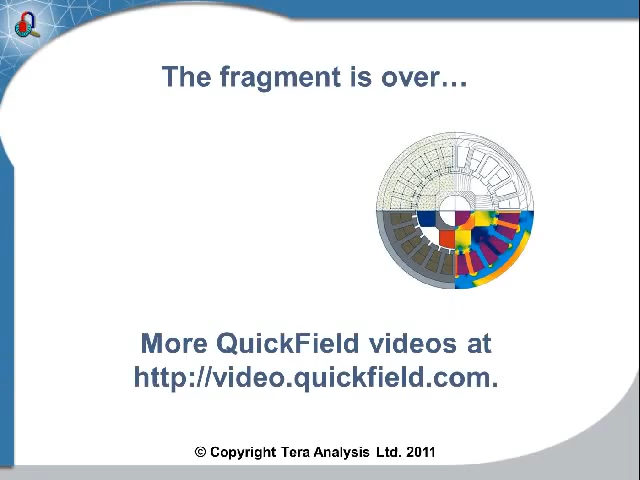 The fragment is over…
More QuickField videos at
http://video.quickfield.com.
© Copyright Tera Analysis Ltd. 2011